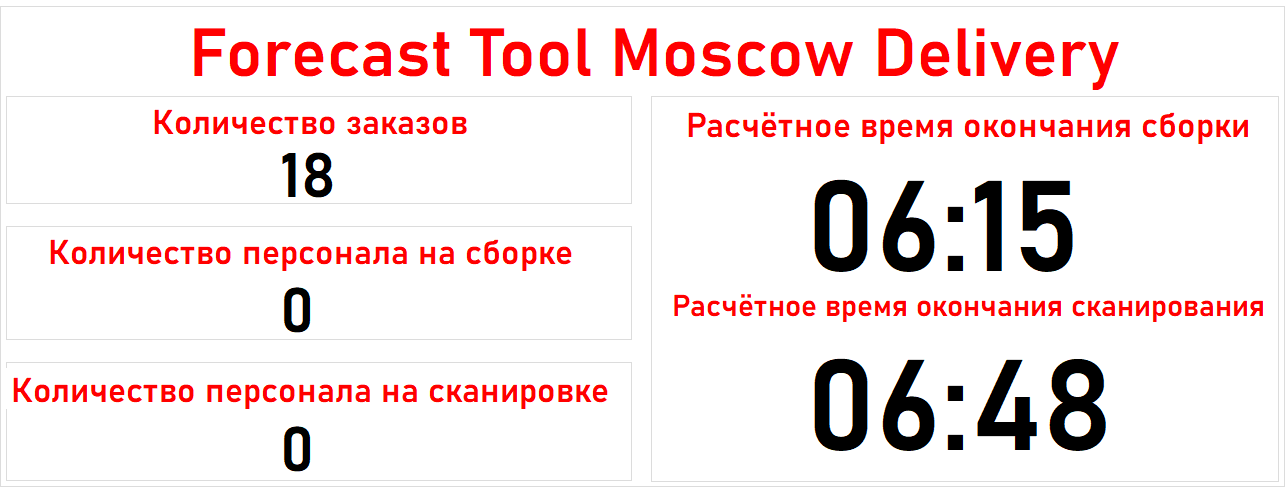 Forecast Tool Moscow Delivery
Количество заказов
18
Количество персонала на сборке
0
Количество персонала на сканировке
0
Расчётное время окончания сборки
06:15
Расчётное время окончания сканирования
06:48